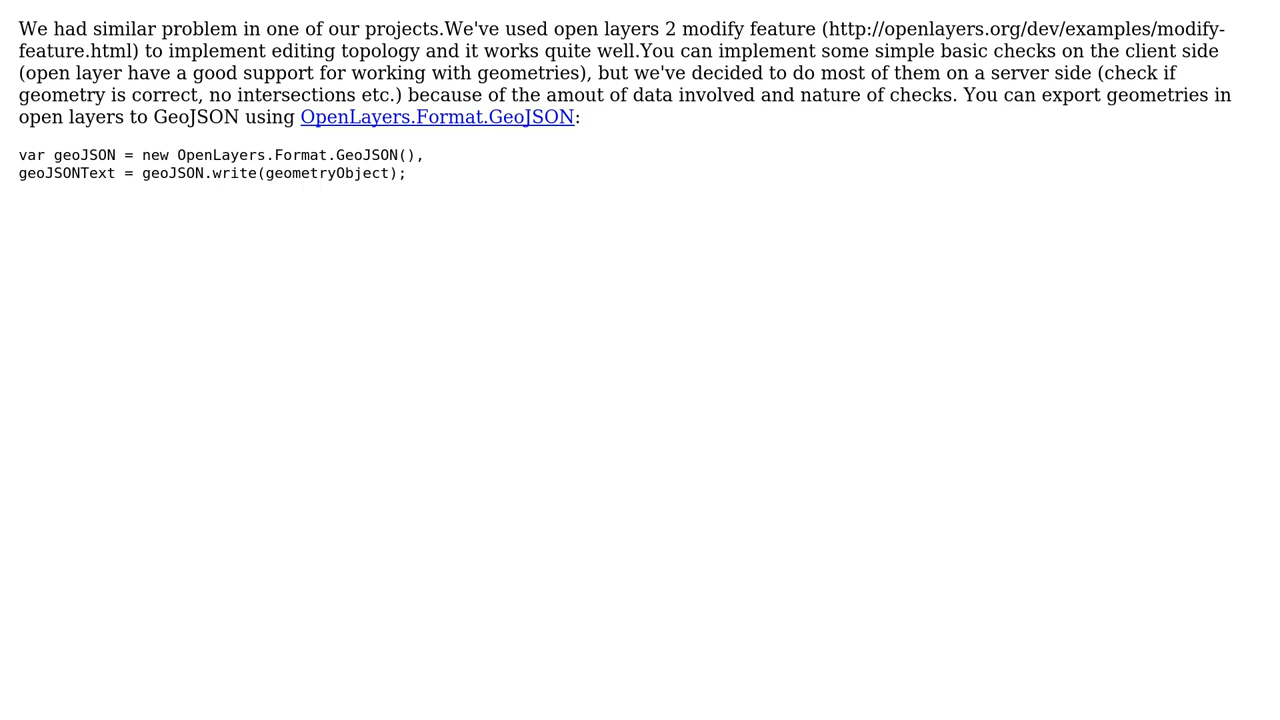 We had similar problem in one of our projects.We've used open layers 2 modify feature (http://openlayers.org/dev/examples/modify-
feature.html) to implement editing topology and it works quite well.You can implement some simple basic checks on the client side
(open layer have a good support for working with geometries), but we've decided to do most of them on a server side (check if
geometry is correct, no intersections etc.) because of the amout of data involved and nature of checks. You can export geometries in
open layers to GeoJSON using OpenLayers.Format.GeoJSON:
var geoJSON = new OpenLayers.Format.GeoJSON(),
geoJSONText = geoJSON.write(geometryObject);